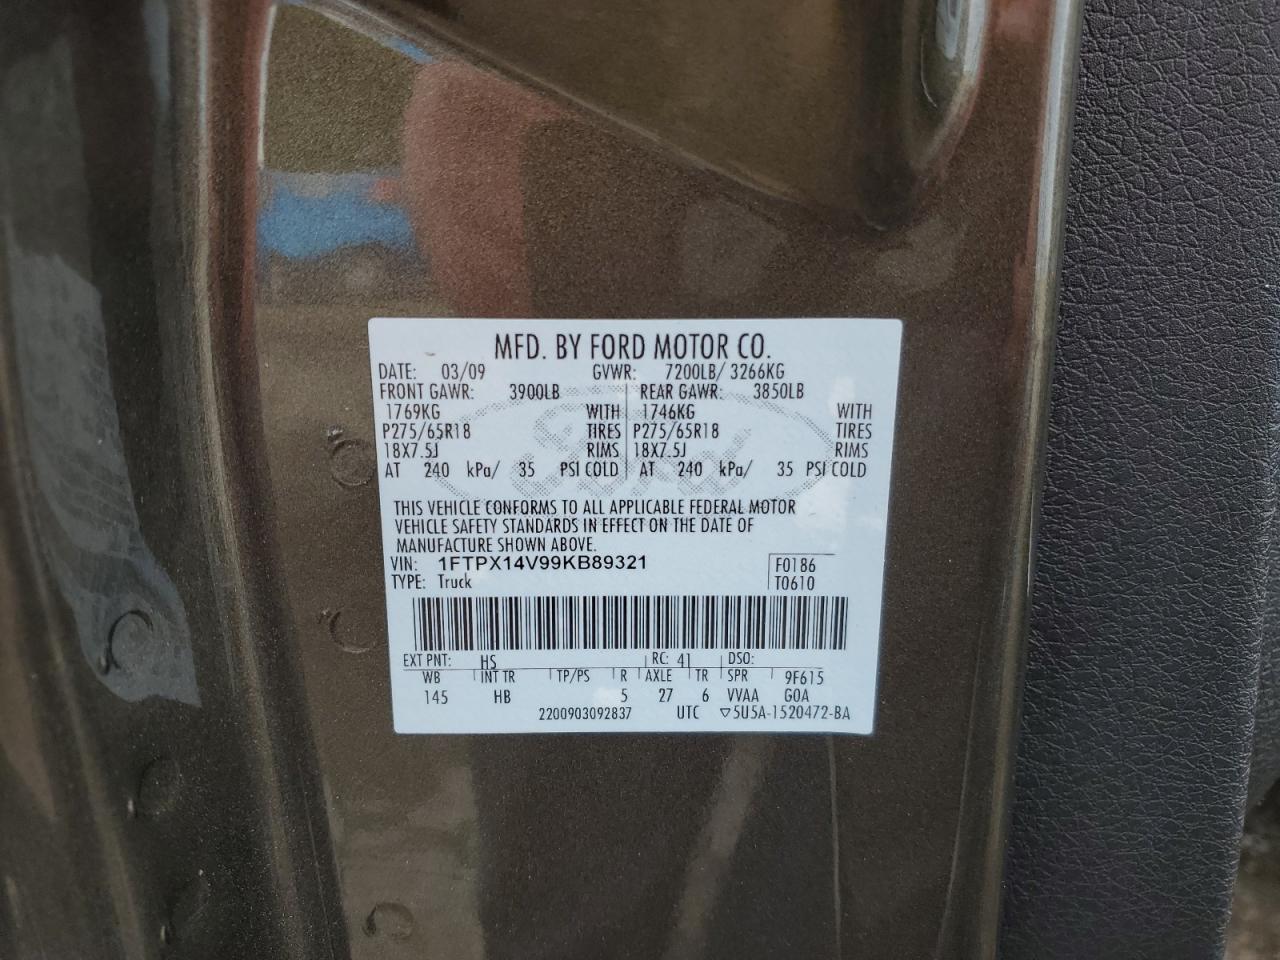 MFD. BY FORD MOTOR CO.
DATE: 03/09 GVWR: 7200LB/ 3266KG
FRONT GAWR: 3900LB REAR GAWR: 3850LB
1769KG WITH 1746KG WITH
P275/65R18 TIRES P275/65R18 TIRES
18X7.5J RIMS 18X7.5J RIMS
AT 240 kPa/ 35 PSI COLD AT 240 kPa/ 35 PSI COLD
Ford
THIS VEHICLE CONFORMS TO ALL APPLICABLE FEDERAL MOTOR
VEHICLE SAFETY STANDARDS IN EFFECT ON THE DATE OF
MANUFACTURE SHOWN ABOVE.
VIN: 1FTPX14V99KB89321 F0186
TYPE: Truck T0610
EXT PNT: HS RC: 41 DSO:
WB INT TR TP/PS R AXLE TR SPR 9F615
145 HB 5 27 6 VVAA GOA
2200903092837 UTC ▽5U5A-1520472-BA